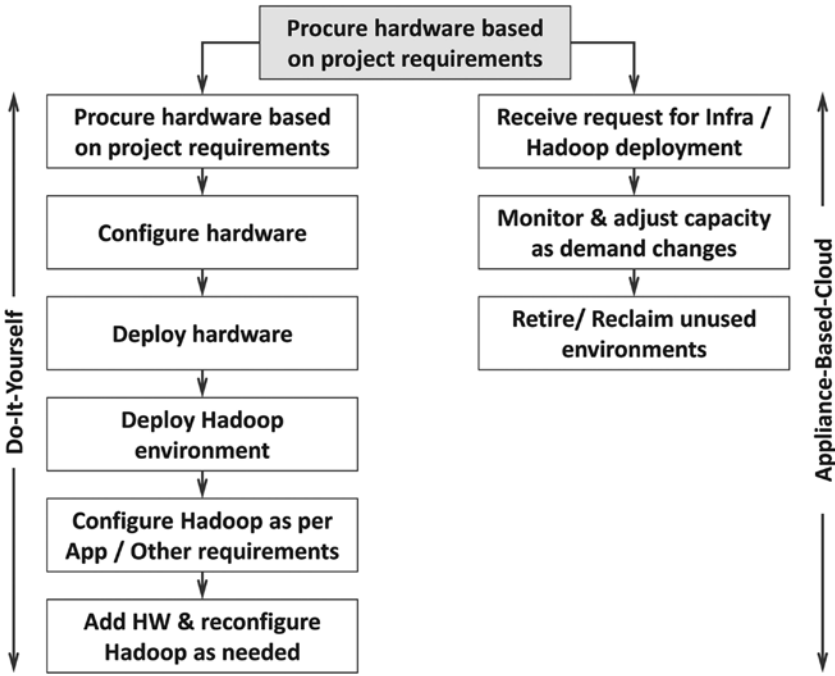 Procure hardware based
on project requirements
Do-It-Yourself
Procure hardware based
on project requirements
Configure hardware
Deploy hardware
Deploy Hadoop
environment
Configure Hadoop as per
App / Other requirements
Add HW & reconfigure
Hadoop as needed
Receive request for Infra /
Hadoop deployment
Monitor & adjust capacity
as demand changes
Retire/ Reclaim unused
environments
Appliance-Based-Cloud